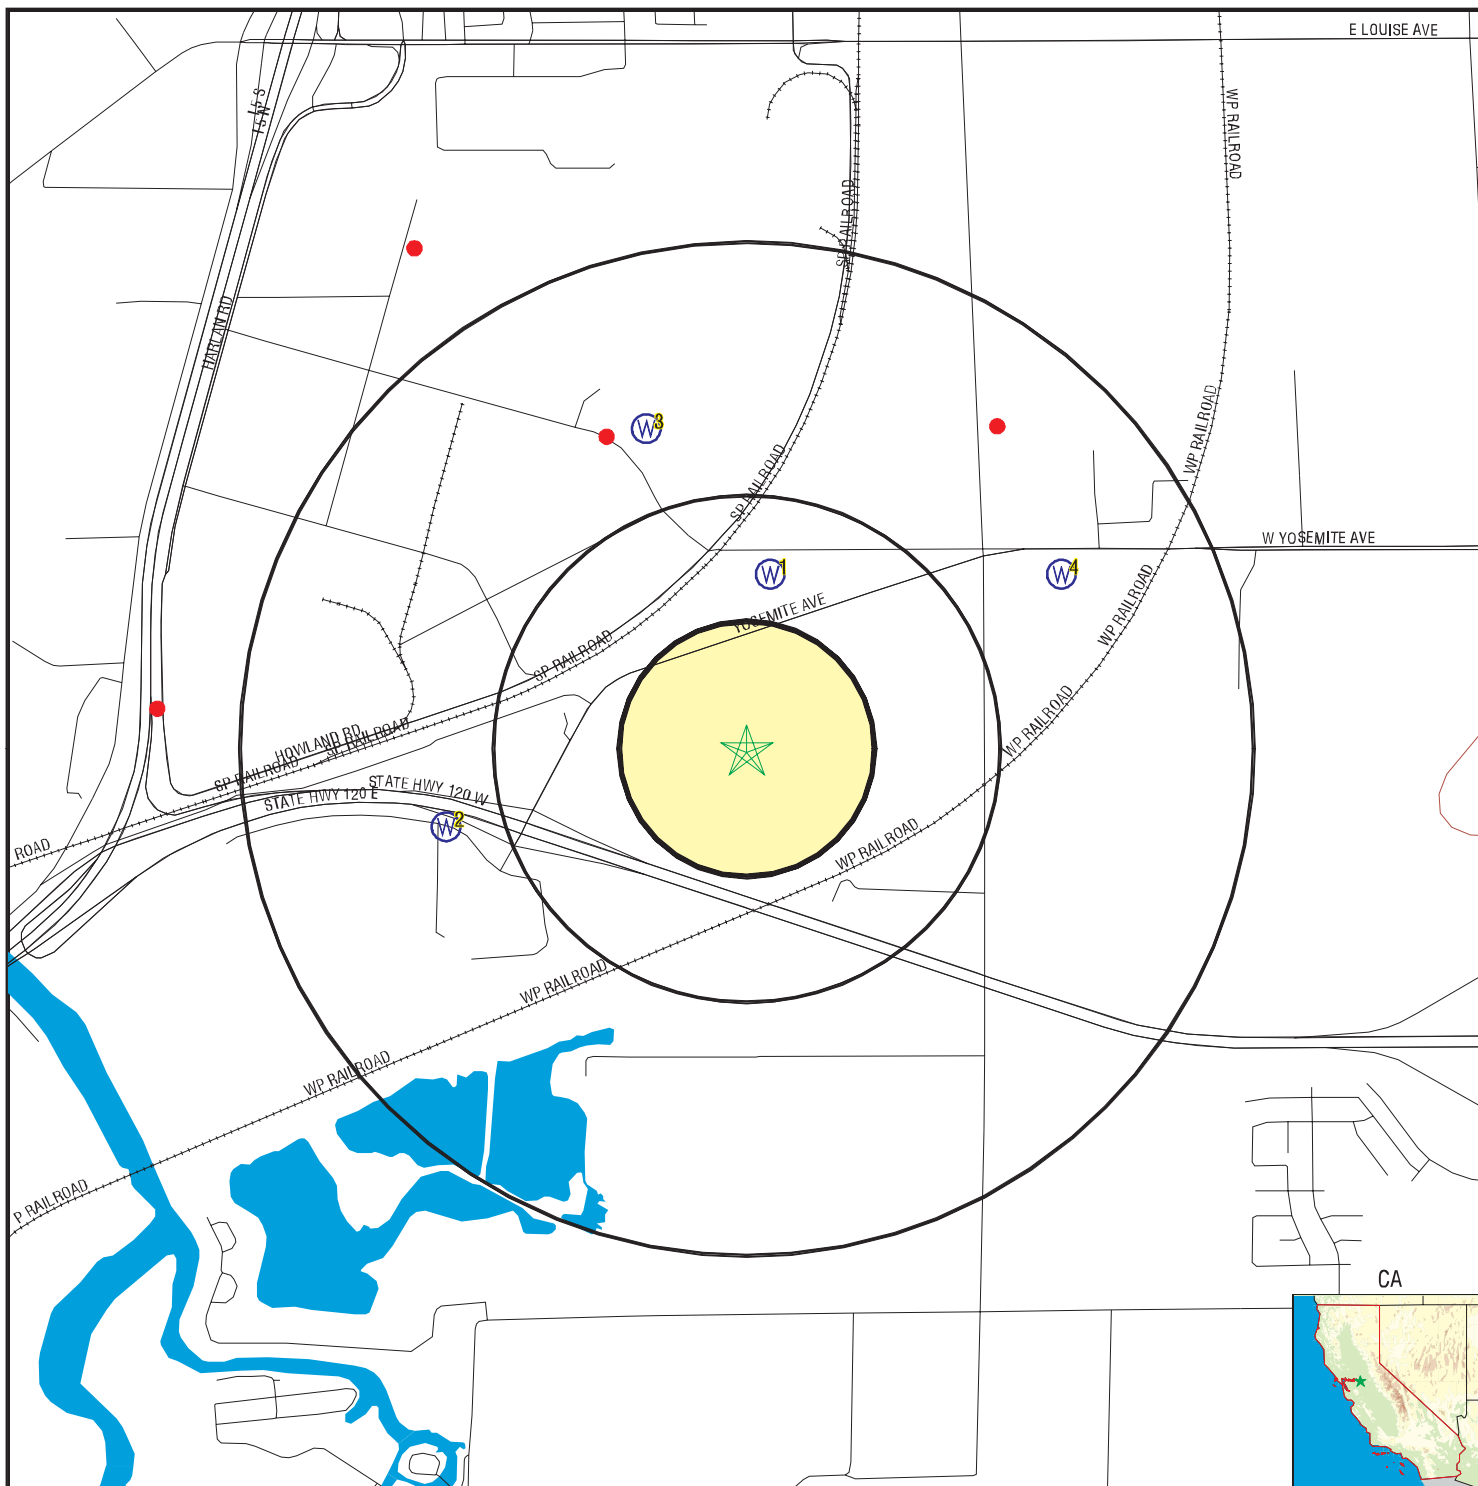 E LOUISE AVE
I 5 S
I 5 N
WP RAILROAD
SP RAILROAD
HARLAN RD
WP RAILROAD
W 3
SP RAILROAD
W YOSEMITE AVE
W 1
W 4
WP RAILROAD
YOSEMITE AVE
SP RAILROAD
WP RAILROAD
HOWLAND RD
SP RAILROAD
SP RAILROAD
STATE HWY 120 W
STATE HWY 120 E
W 2
ROAD
WP RAILROAD
WP RAILROAD
WP RAILROAD
P RAILROAD
CA